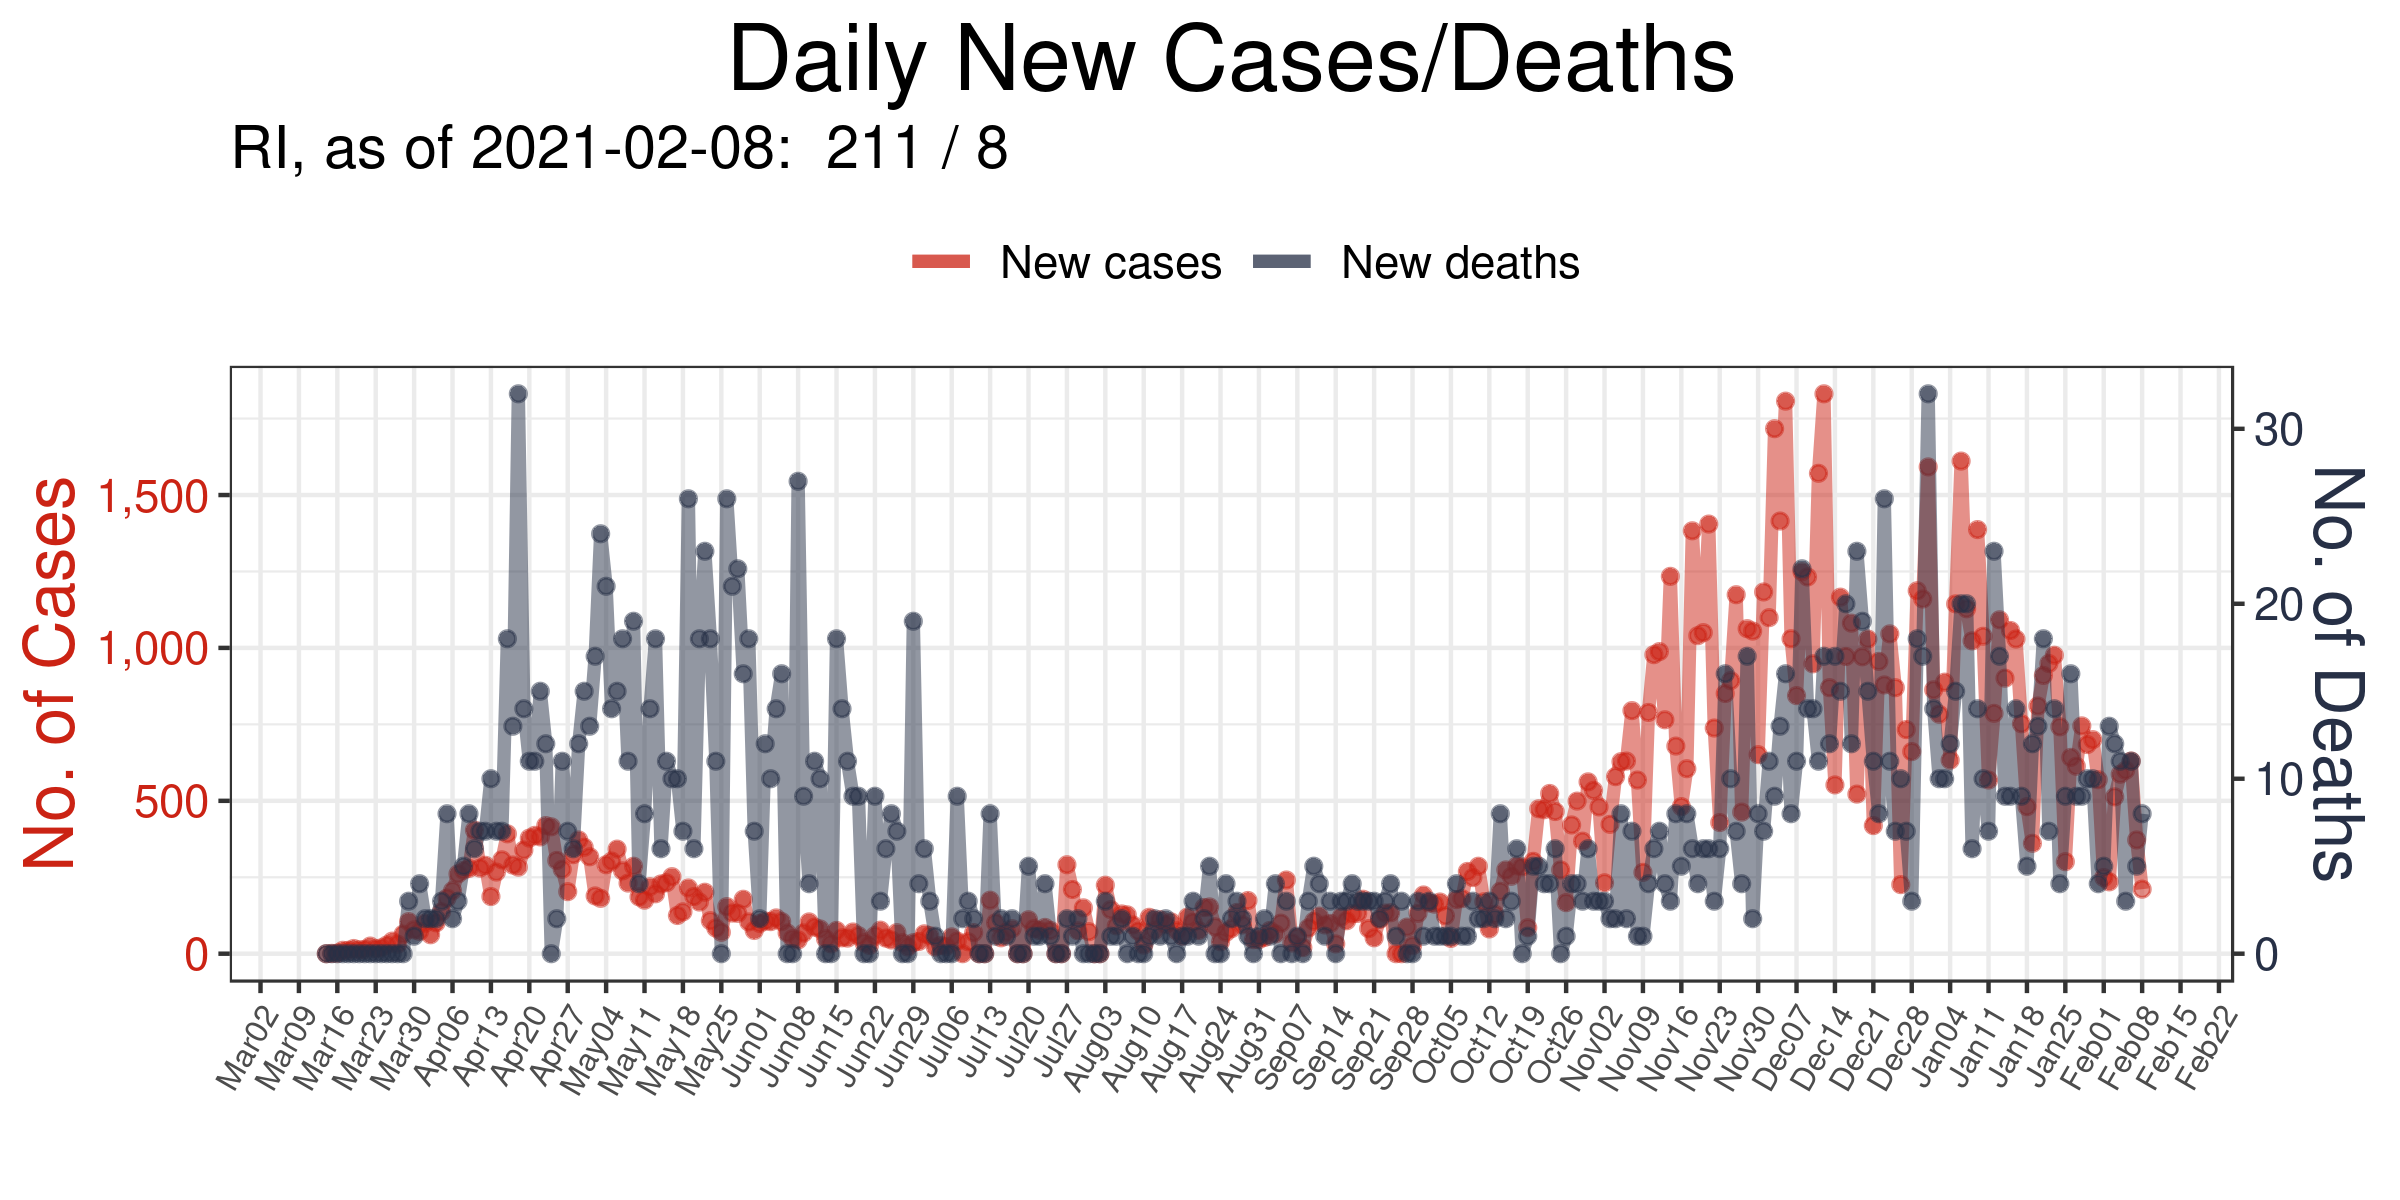 Daily New Cases/Deaths
RI, as of 2021-02-08: 211 / 8
New cases
New deaths
No. of Cases
1,500
1,000
500
0
30
20
10
0
No. of Deaths
Mar02
Mar09
Mar16
Mar23
Mar30
Apr06
Apr13
Apr20
Apr27
May04
May11
May18
May25
Jun01
Jun08
Jun15
Jun22
Jun29
Jul06
Jul13
Jul20
Jul27
Aug03
Aug10
Aug17
Aug24
Aug31
Sep07
Sep14
Sep21
Sep28
Oct05
Oct12
Oct19
Oct26
Nov02
Nov09
Nov16
Nov23
Nov30
Dec07
Dec14
Dec21
Dec28
Jan04
Jan11
Jan18
Jan25
Feb01
Feb08
Feb15
Feb22